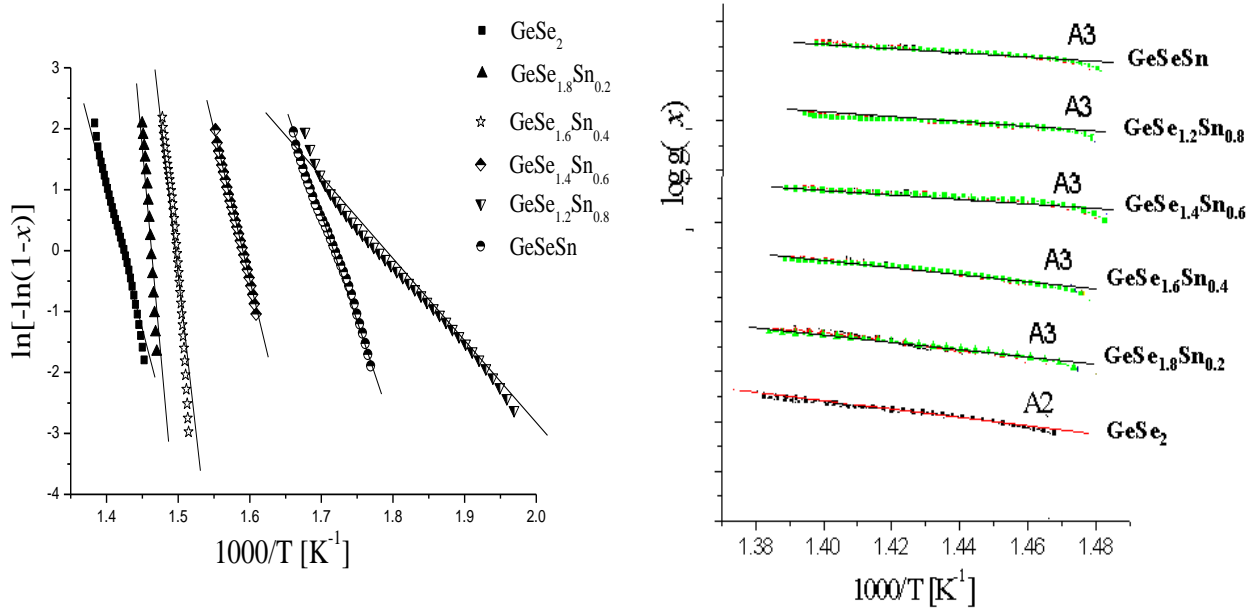 GeSe₂
GeSe₁.₈Sn₀.₂
GeSe₁.₆Sn₀.₄
GeSe₁.₄Sn₀.₆
GeSe₁.₂Sn₀.₈
GeSeSn
ln[-ln(1-x)]
3
2
1
0
-1
-2
-3
-4
1.4 1.5 1.6 1.7 1.8 1.9 2.0
1000/T [K⁻¹]
log g( x)
A3
GeSeSn
A3
GeSe₁.₂Sn₀.₈
A3
GeSe₁.₄Sn₀.₆
A3
GeSe₁.₆Sn₀.₄
A3
GeSe₁.₈Sn₀.₂
A2
GeSe₂
1.38 1.40 1.42 1.44 1.46 1.48
1000/T [K⁻¹]